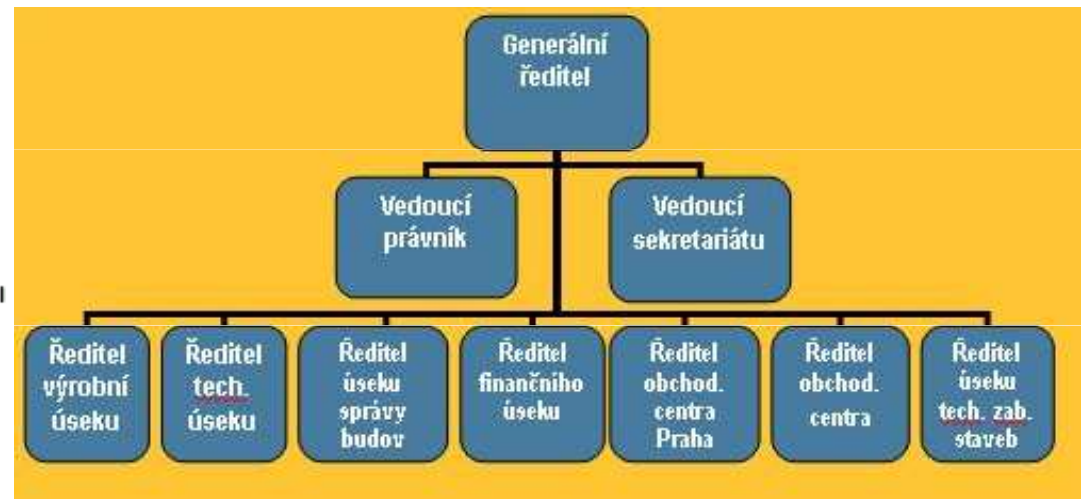 Generální
ředitel
Vedoucí
právník
Vedoucí
sekretariátu
Ředitel
výrobní
úseku
Ředitel
tech.
úseku
Ředitel
úseku
správy
budov
Ředitel
finančního
úseku
Ředitel
obchod.
centra
Praha
Ředitel
obchod.
centra
Ředitel
úseku
tech. zab.
staveb